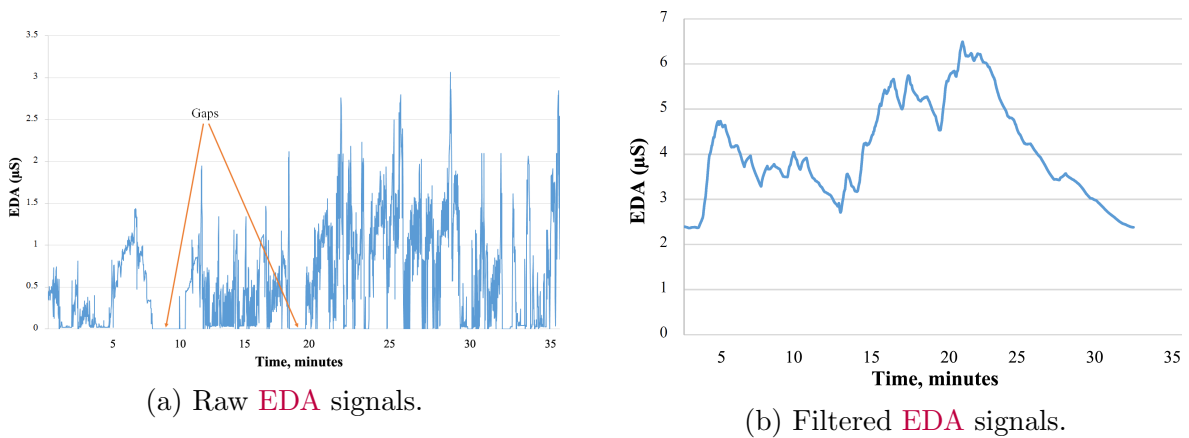 3.5
3
2.5
2
1.5
1
0.5
0
EDA (µS)
Gaps
5 10 15 20 25 30 35
Time, minutes
(a) Raw EDA signals.
7
6
5
4
3
2
1
0
EDA (µS)
5 10 15 20 25 30 35
Time, minutes
(b) Filtered EDA signals.